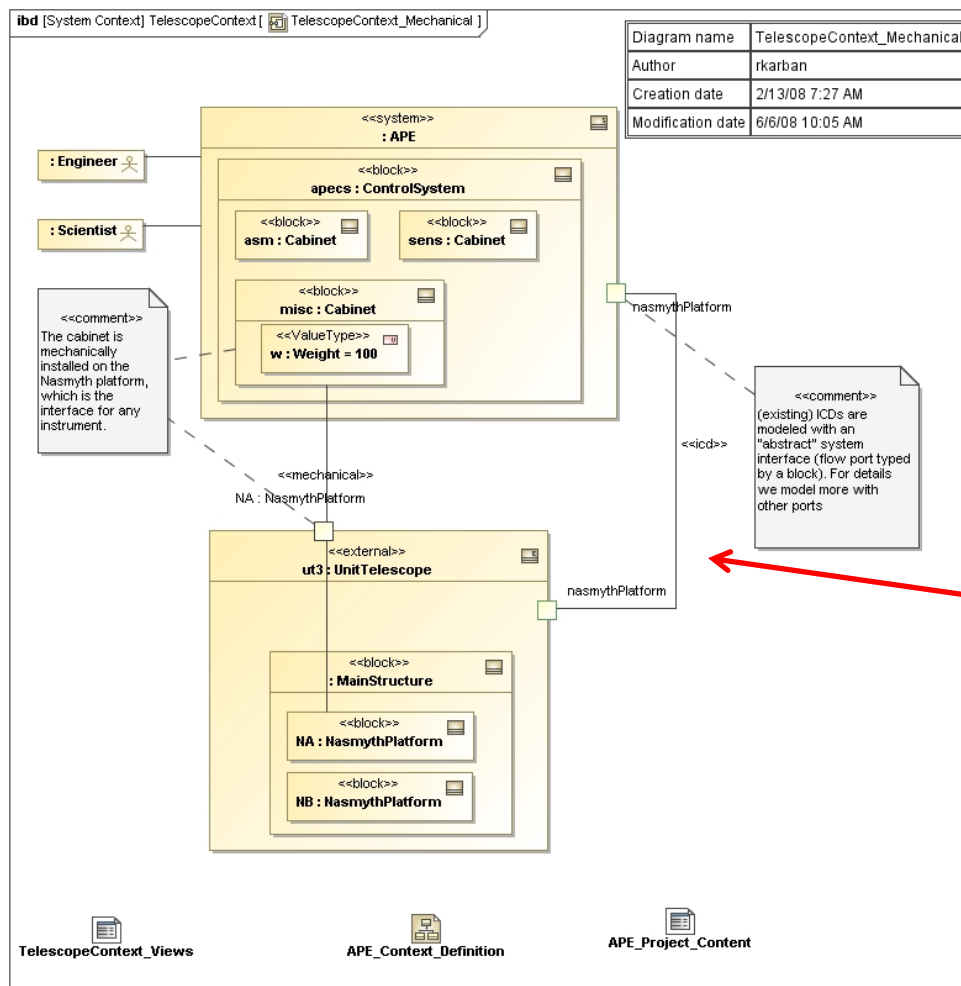 ibd [System Context] TelescopeContext [ TelescopeContext_Mechanical ]
Diagram name TelescopeContext_Mechanical
Author rkarban
Creation date 2/13/08 7:27 AM
Modification date 6/6/08 10:05 AM
<<system>>
: APE
: Engineer
: Scientist
<<block>>
apecs : ControlSystem
<<block>>
asm : Cabinet
<<block>>
sens : Cabinet
<<block>>
misc : Cabinet
<<ValueType>>
w : Weight = 100
nasmythPlatform
<<comment>>
The cabinet is
mechanically
installed on the
Nasmyth platform,
which is the
interface for any
instrument.
<<comment>>
(existing) ICDs are
modeled with an
"abstract" system
interface (flow port typed
by a block). For details
we model more with
other ports
<<icd>>
<<mechanical>>
NA : NasmythPlatform
<<external>>
ut3 : UnitTelescope
nasmythPlatform
<<block>>
: MainStructure
<<block>>
NA : NasmythPlatform
<<block>>
NB : NasmythPlatform
TelescopeContext_Views
APE_Context_Definition
APE_Project_Content